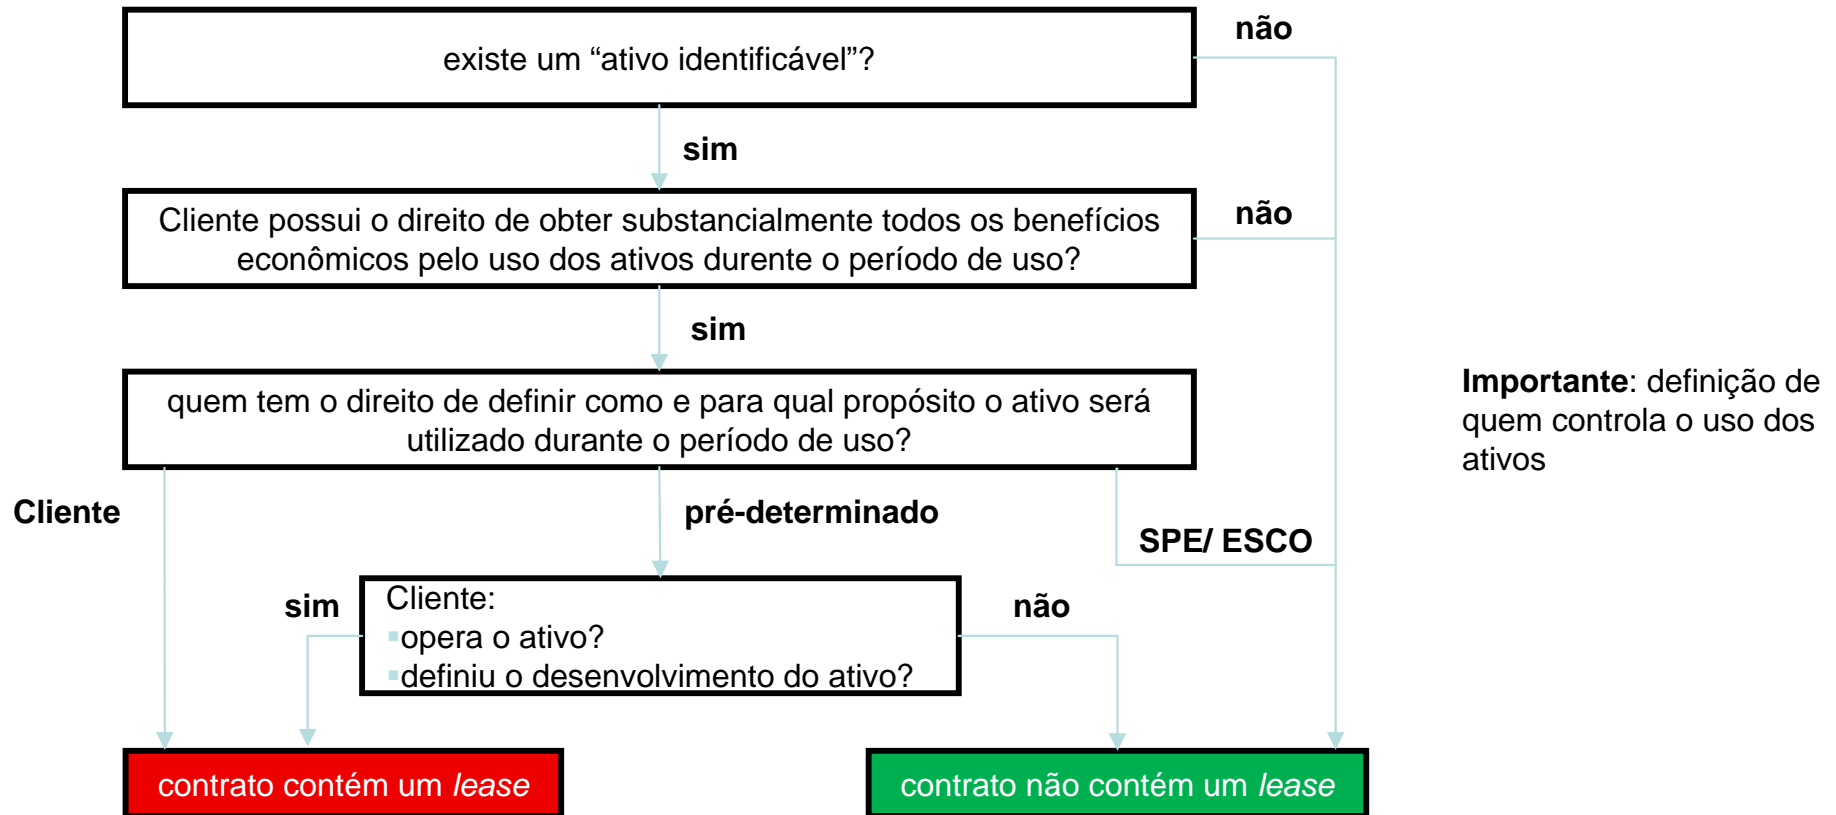 existe um “ativo identificável”?
não
sim
Cliente possui o direito de obter substancialmente todos os benefícios
econômicos pelo uso dos ativos durente o período de uso?
não
sim
quem tem o direito de definir como e para qual propósito o ativo será
utilizado durante o período de uso?
Importante: definição de
quem controla o uso dos
ativos
Cliente
pré-determinado
SPE/ ESCO
sim
Cliente:
▪opera o ativo?
▪definiu o desenvolvimento do ativo?
não
contrato contém um lease
contrato não contém um lease